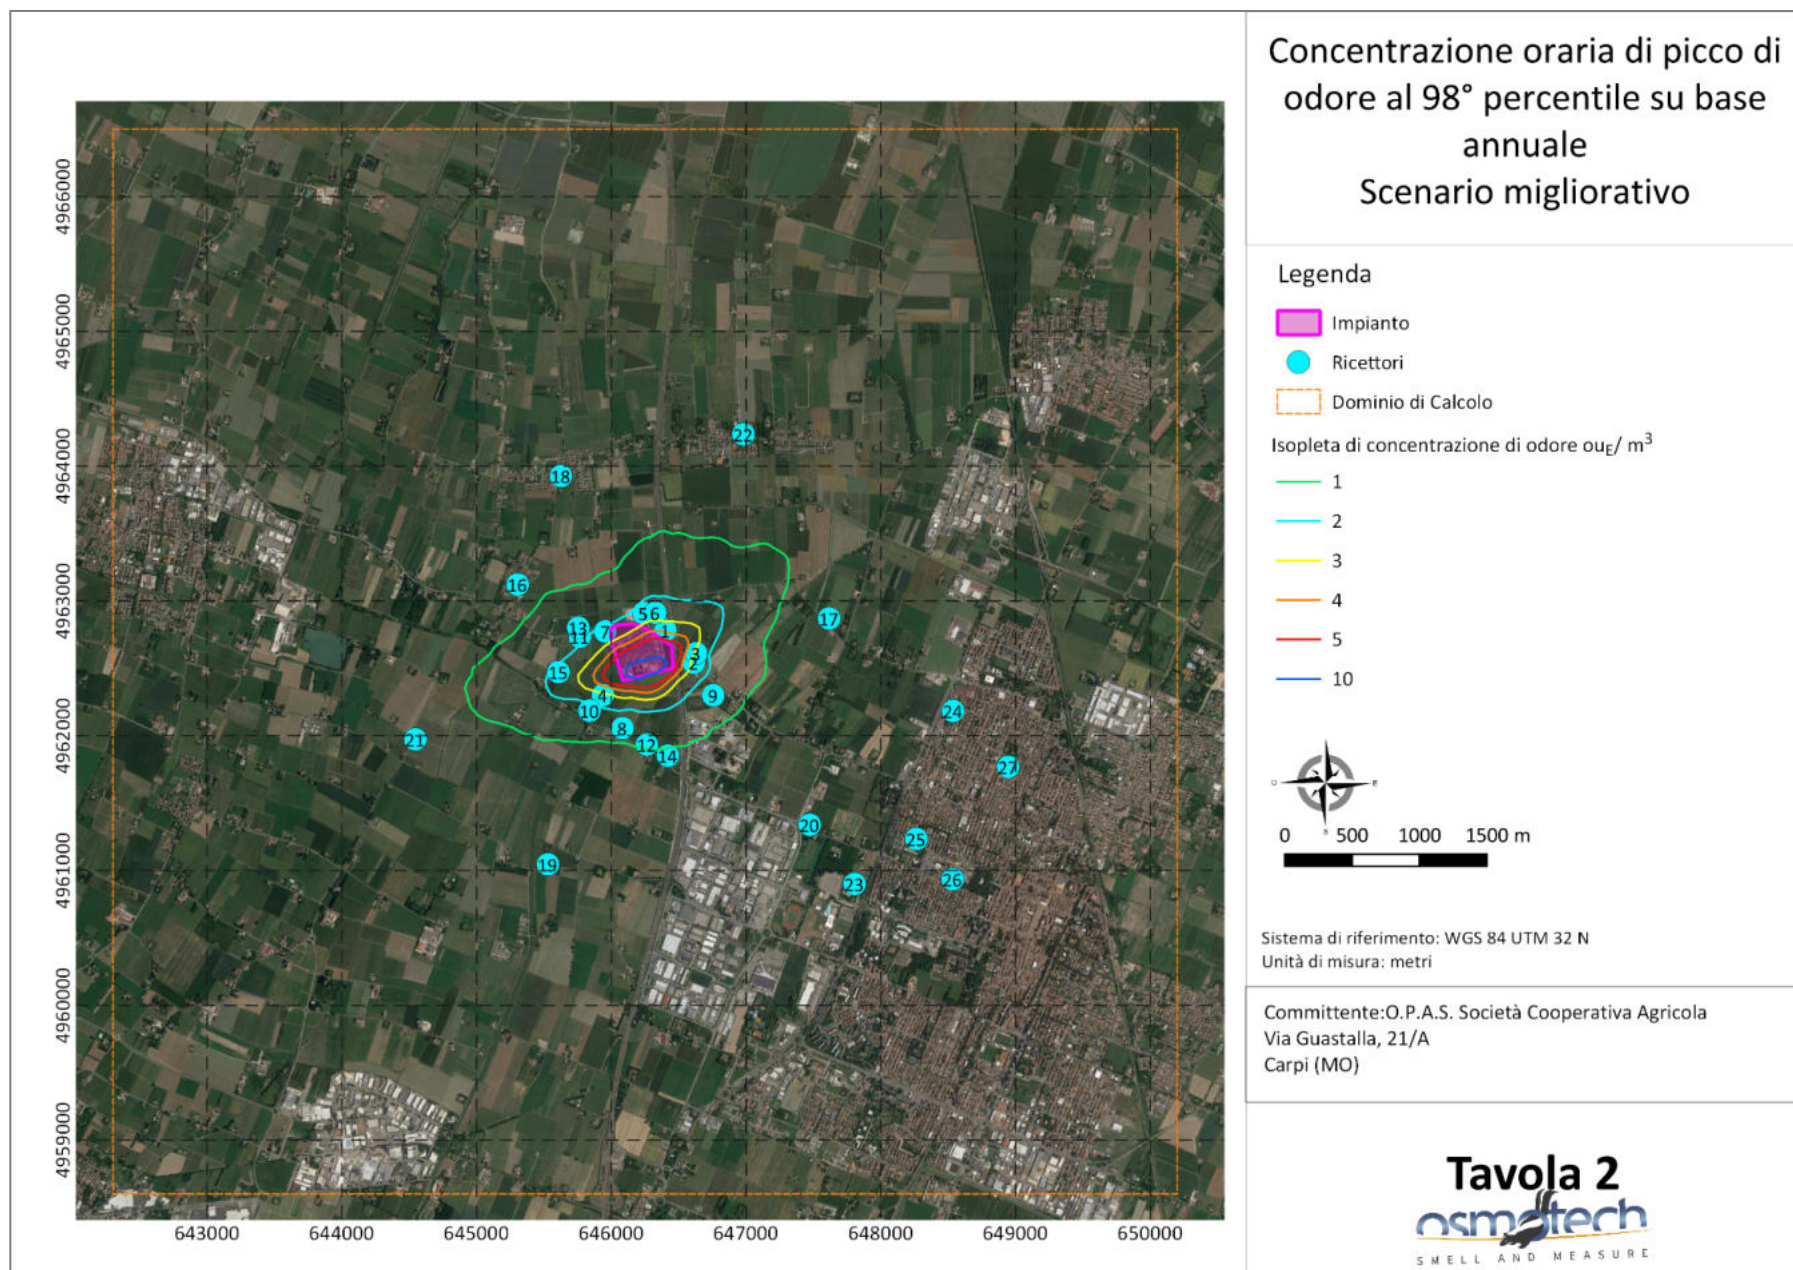 Concentrazione oraria di picco di
odore al 98° percentile su base
annuale
Scenario migliorativo
Legenda
Impianto
Ricettori
Dominio di Calcolo
Isopleta di concentrazione di odore ouE/ m³
1
2
3
4
5
10
0 500 1000 1500 m
Sistema di riferimento: WGS 84 UTM 32 N
Unità di misura: metri
Committente:O.P.A.S. Società Cooperativa Agricola
Via Guastalla, 21/A
Carpi (MO)
Tavola 2
osmotech
SMELL AND MEASURE
4966000
4965000
4964000
4963000
4962000
4961000
4960000
4959000
643000 644000 645000 646000 647000 648000 649000 650000
22
18
16
5 6
17
13
11
7
1
3
2
15
4
9
10
24
8
21
12
14
27
20
25
19
23
26